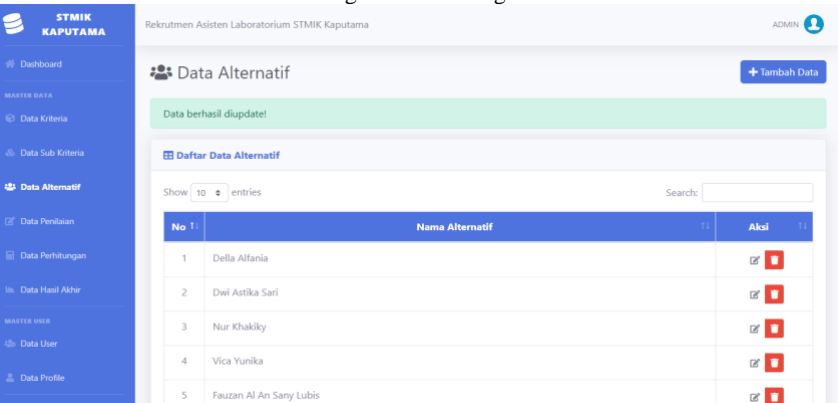 STMIK
KAPUTAMA
Rekrutmen Asisten Laboratorium STMIK Kaputama
ADMIN
Dashboard
MASTER DATA
Data Kriteria
Data Sub Kriteria
Data Alternatif
Data Penilaian
Data Perhitungan
Data Hasil Akhir
MASTER USER
Data User
Data Profile
Data Alternatif
+ Tambah Data
Data berhasil diupdate!
Daftar Data Alternatif
Show 10 entries
Search:
No Nama Alternatif Aksi
1 Della Alfania
2 Dwi Astika Sari
3 Nur Khakiky
4 Vica Yunika
5 Fauzan Al An Sany Lubis